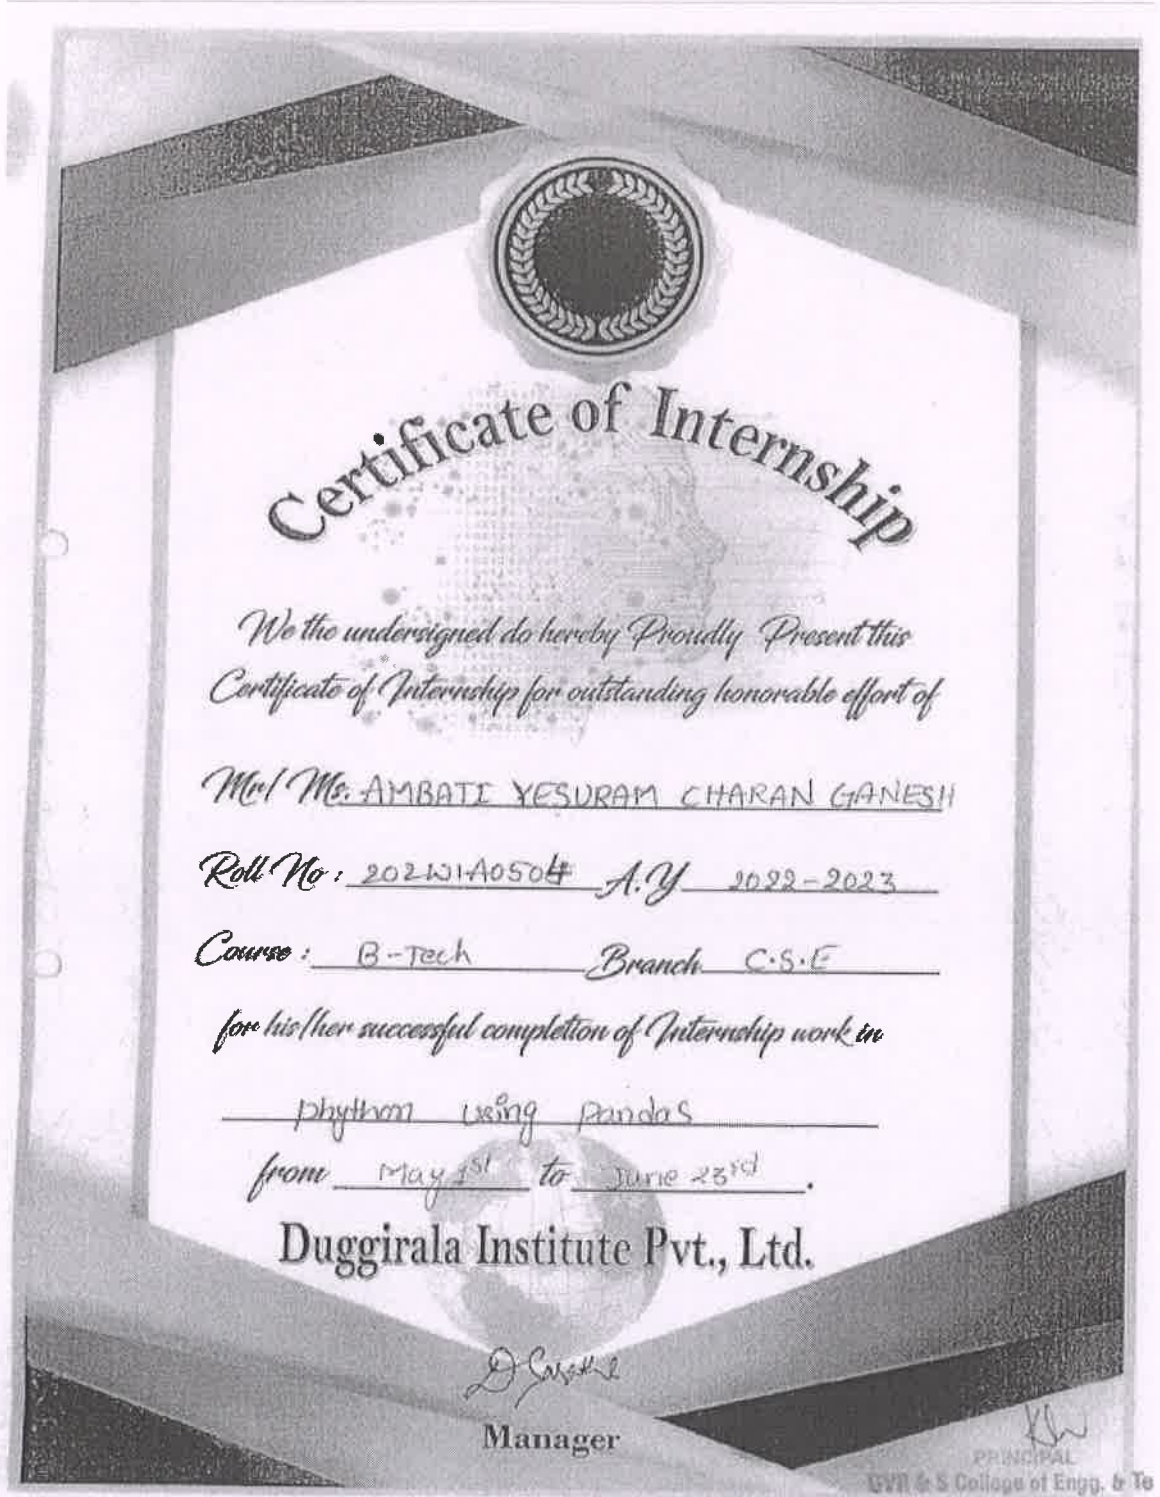 Certificate of Internship
We the undersigned do hereby Proudly Present this
Certificate of Internship for outstanding honorable effort of
Mr/ Ms. AMBATI YESURAM CHARAN GANESH
Roll No : 202W1A0504 A.Y 2022-2023
Course : B-Tech Branch C.S.E
for his/her successful completion of Internship work in
phython using pandas
from May 1st to June 23rd.
Duggirala Institute Pvt., Ltd.
Manager
PRINCIPAL
GVR & S College of Engg. & Te